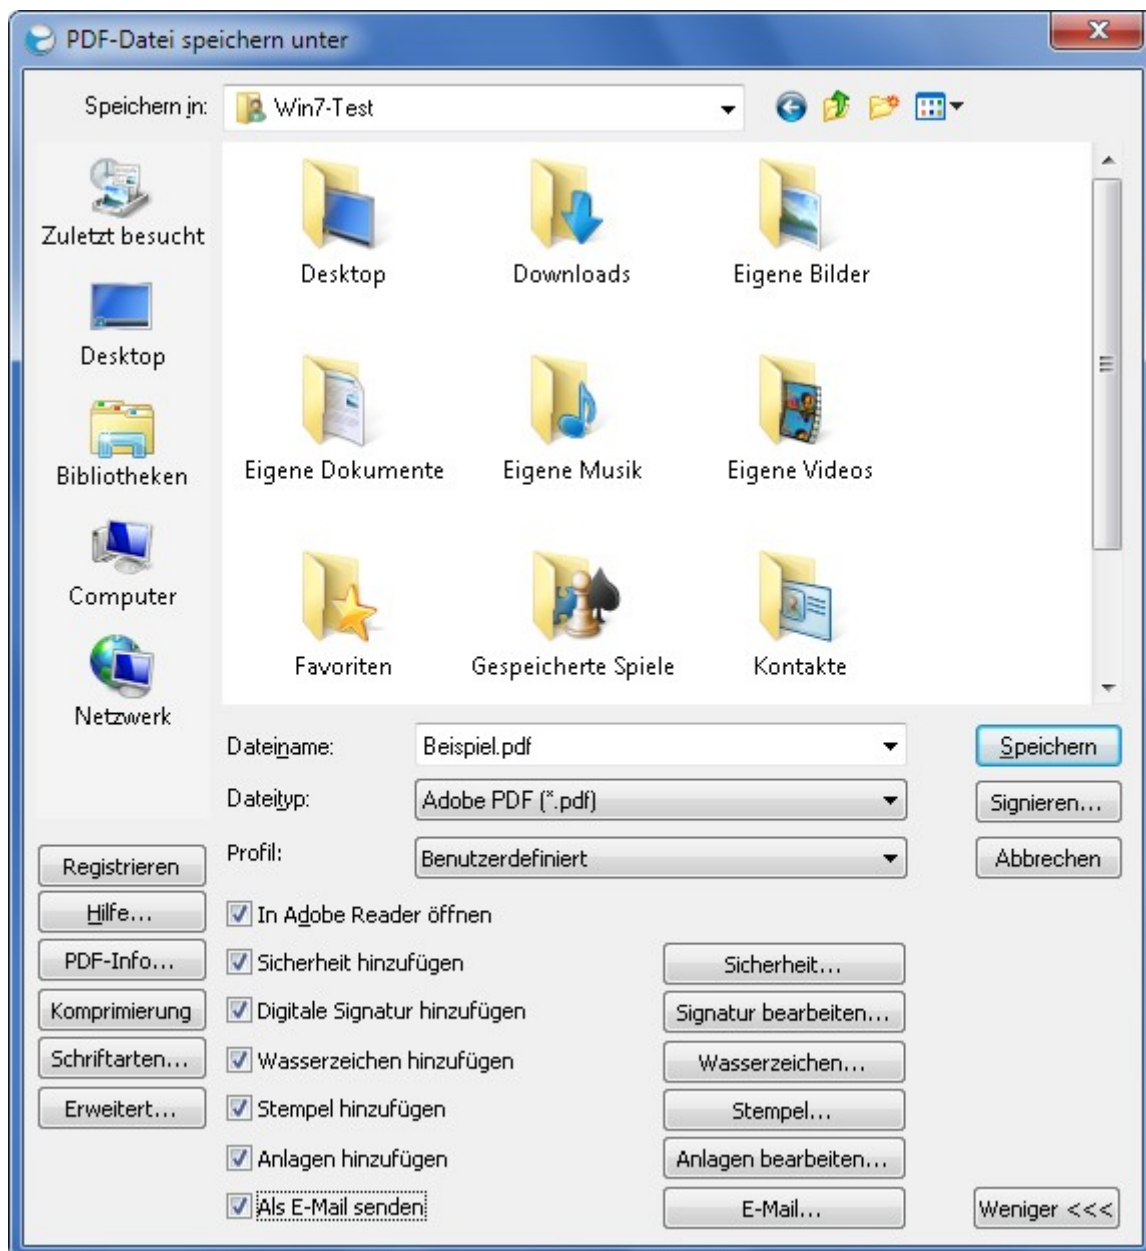 PDF-Datei speichern unter
Speichern in:
Win7-Test
Zuletzt besucht
Desktop
Bibliotheken
Computer
Netzwerk
Desktop
Downloads
Eigene Bilder
Eigene Dokumente
Eigene Musik
Eigene Videos
Favoriten
Gespeicherte Spiele
Kontakte
Dateiname:
Beispiel.pdf
Speichern
Dateityp:
Adobe PDF (*.pdf)
Signieren...
Profil:
Benutzerdefiniert
Abbrechen
Registrieren
Hilfe...
PDF-Info...
Komprimierung
Schriftarten...
Erweitert...
In Adobe Reader öffnen
Sicherheit hinzufügen
Sicherheit...
Digitale Signatur hinzufügen
Signatur bearbeiten...
Wasserzeichen hinzufügen
Wasserzeichen...
Stempel hinzufügen
Stempel...
Anlagen hinzufügen
Anlagen bearbeiten...
Als E-Mail senden
E-Mail...
Weniger <<<